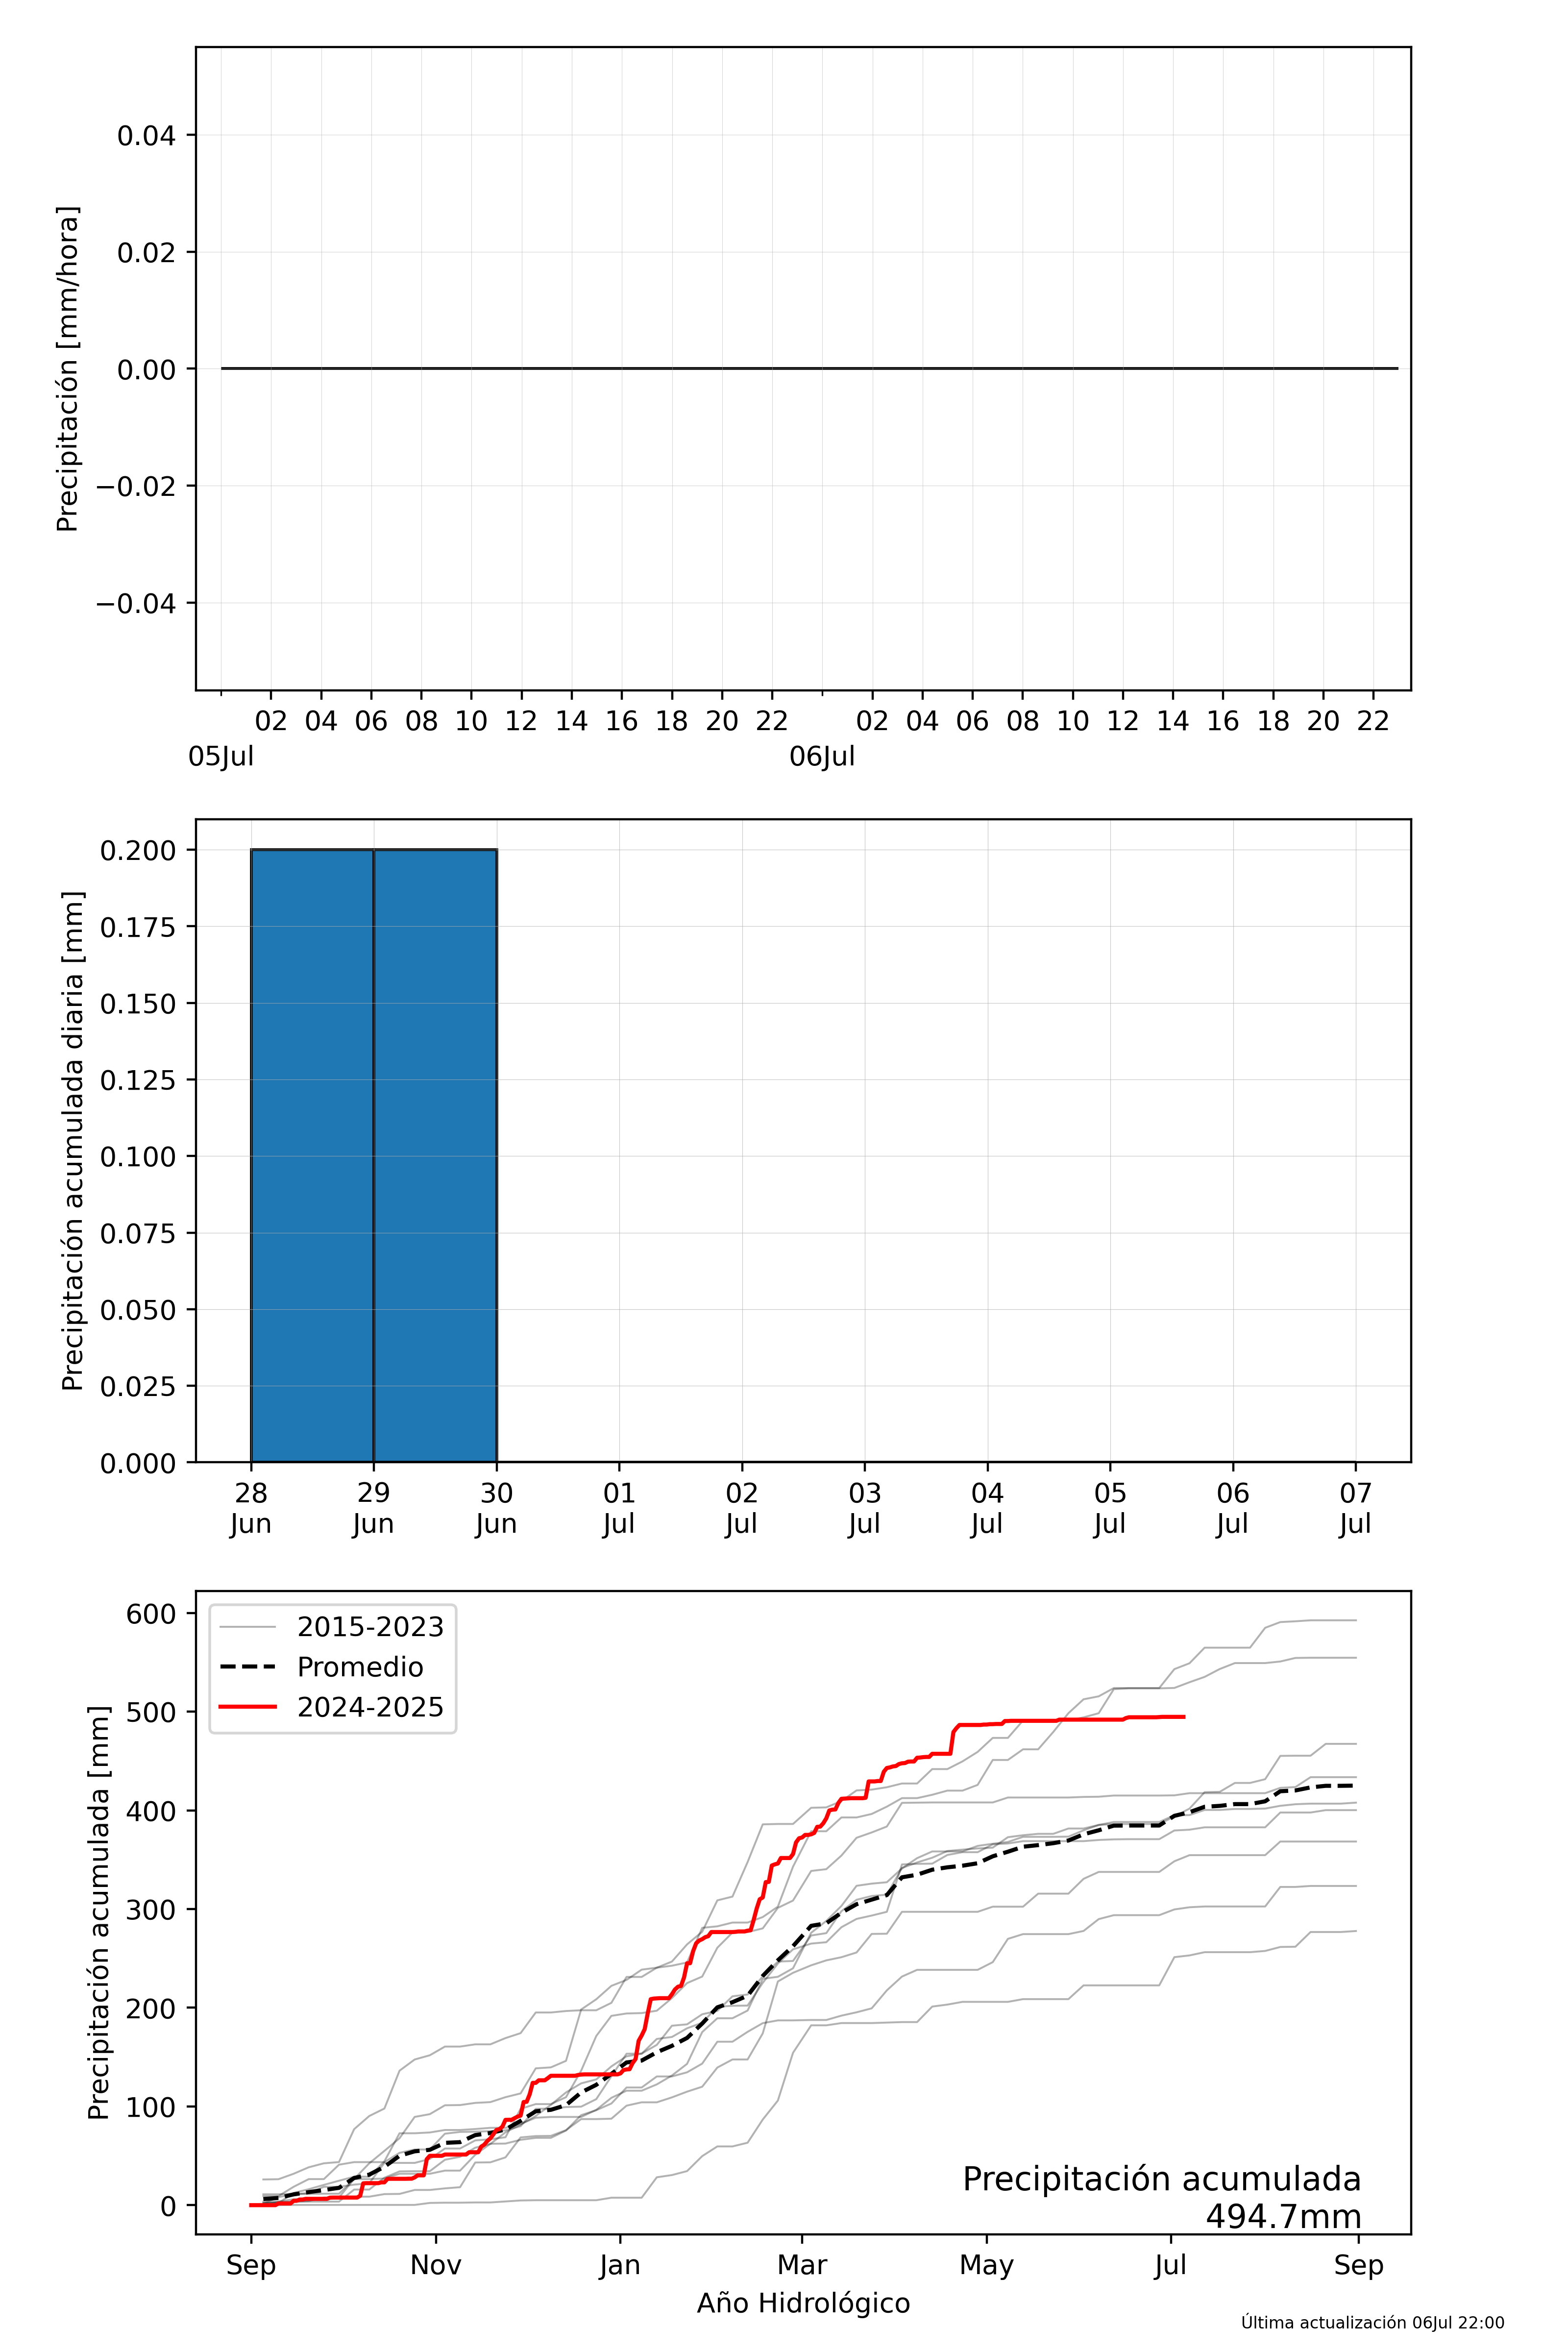 Precipitación [mm/hora]
0.04
0.02
0.00
−0.02
−0.04
02 04 06 08 10 12 14 16 18 20 22 02 04 06 08 10 12 14 16 18 20 22
05Jul 06Jul
Precipitación acumulada diaria [mm]
0.200
0.175
0.150
0.125
0.100
0.075
0.050
0.025
0.000
28 29 30 01 02 03 04 05 06 07
Jun Jun Jun Jul Jul Jul Jul Jul Jul Jul
Precipitación acumulada [mm]
600
500
400
300
200
100
0
2015-2023
Promedio
2024-2025
Precipitación acumulada
494.7mm
Sep Nov Jan Mar May Jul Sep
Año Hidrológico
Última actualización 06Jul 22:00